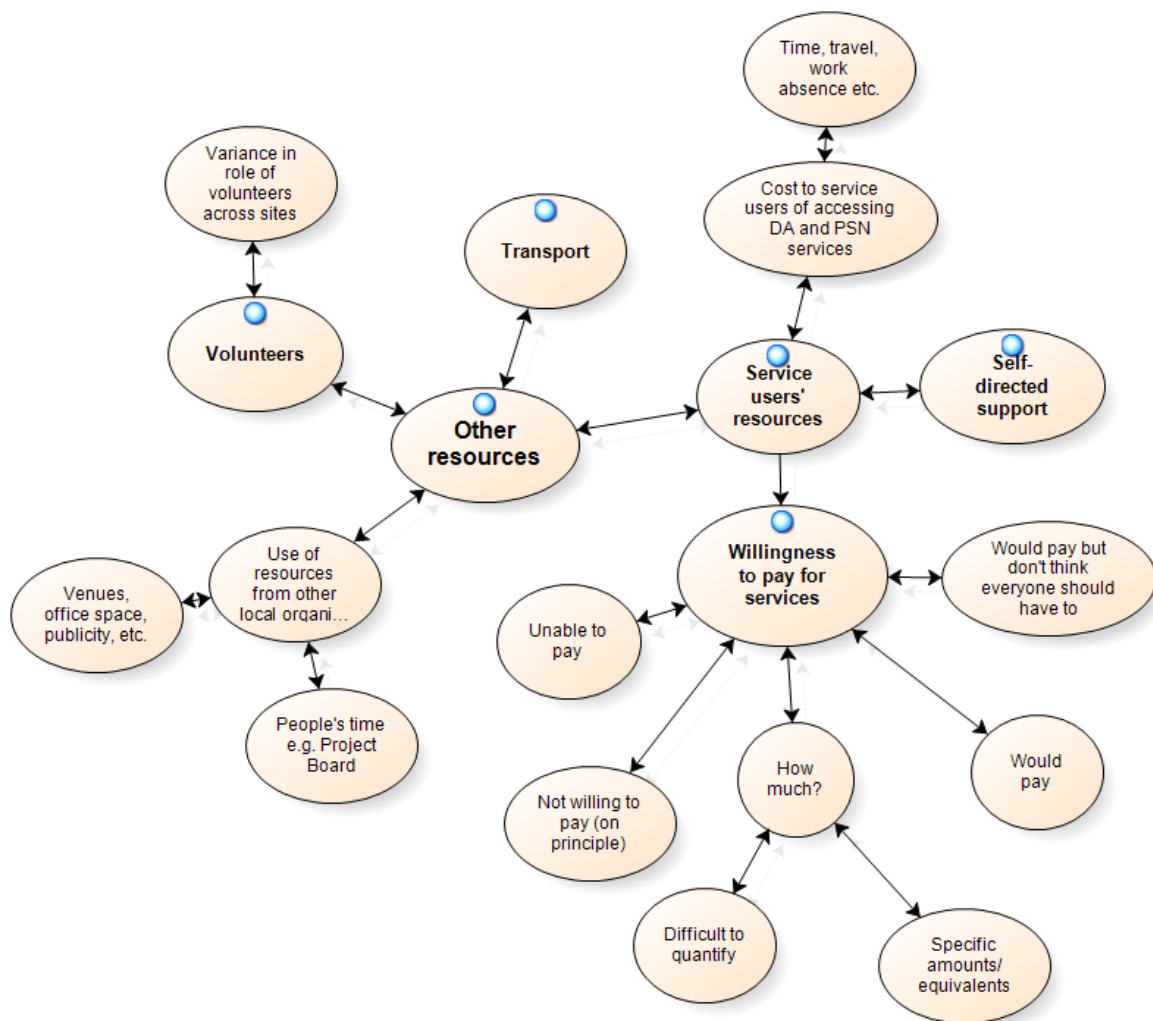 Time, travel,
work
absence etc.
Variance in
role of
volunteers
across sites
Cost to service
users of accessing
DA and PSN
services
Transport
Volunteers
Service
users'
resources
Self-
directed
support
Other
resources
Use of
resources
from other
local organi...
Venues,
office space,
publicity, etc.
People's time
e.g. Project
Board
Willingness
to pay for
services
Would pay but
don't think
everyone should
have to
Unable to
pay
Not willing to
pay (on
principle)
How
much?
Would
pay
Difficult to
quantify
Specific
amounts/
equivalents